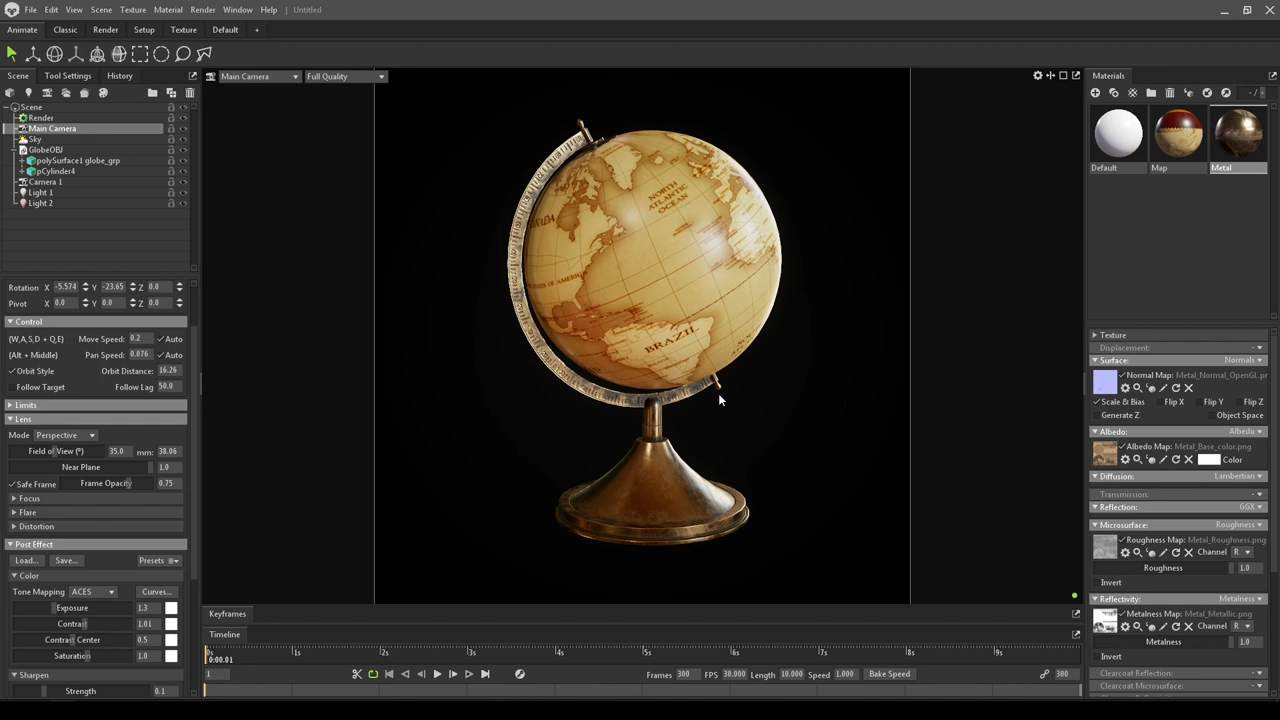 File Edit View Scene Texture Material Render Window Help | Untitled
Animate Classic Render Setup Texture Default +
Scene Tool Settings History
Main Camera Full Quality
Materials
Scene
Render
Main Camera
Sky
GlobeOBJ
polySurface1 globe_grp
pCylinder4
Camera 1
Light 1
Light 2
Rotation X -5.574 Y -23.65 Z 0.0
Pivot X 0.0 Y 0.0 Z 0.0
Control
(W,A,S,D + Q,E) Move Speed: 0.2 Auto
(Alt + Middle) Pan Speed: 0.076 Auto
Orbit Style Orbit Distance: 16.26
Follow Target Follow Lag 50.0
Limits
Lens
Mode Perspective
Field of View (°) 35.0 mm: 38.06
Near Plane 1.0
Safe Frame Frame Opacity 0.75
Focus
Flare
Distortion
Post Effect
Load... Save... Presets
Color
Tone Mapping ACES Curves...
Exposure 1.3
Contrast 1.01
Contrast Center 0.5
Saturation 1.0
Sharpen
Strength 0.1
NORTH
ATLANTIC
OCEAN
OF AMERICA
BRAZIL
Keyframes
Timeline
0s 1s 2s 3s 4s 5s 6s 7s 8s 9s
0:00.01
1 Frames 300 FPS 30.000 Length 10.000 Speed 1.000 Bake Speed 300
Default Map Metal
Texture
Displacement:
Surface: Normals
Normal Map: Metal_Normal_OpenGL.pr
Scale & Bias Flip X Flip Y Flip Z
Generate Z Object Space
Albedo: Albedo
Albedo Map: Metal_Base_color.png
Color
Diffusion: Lambertian
Transmission:
Reflection: GGX
Microsurface: Roughness
Roughness Map: Metal_Roughness.png
Channel R
Roughness 1.0
Invert
Reflectivity: Metalness
Metalness Map: Metal_Metallic.png
Channel R
Metalness 1.0
Invert
Clearcoat Reflection:
Clearcoat Microsurface: